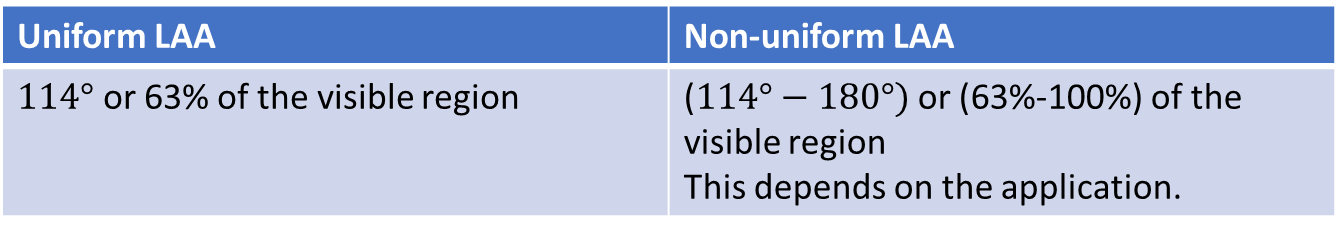 Uniform LAA
Non-uniform LAA
114° or 63% of the visible region
(114° − 180°) or (63%-100%) of the
visible region
This depends on the application.